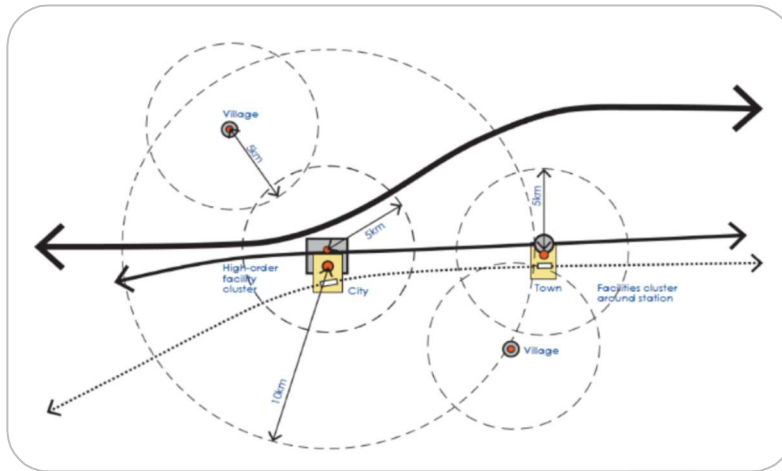 Village
5km
5km
5km
High-order
facility
cluster
City
Town
Facilities cluster
around station
Village
10km